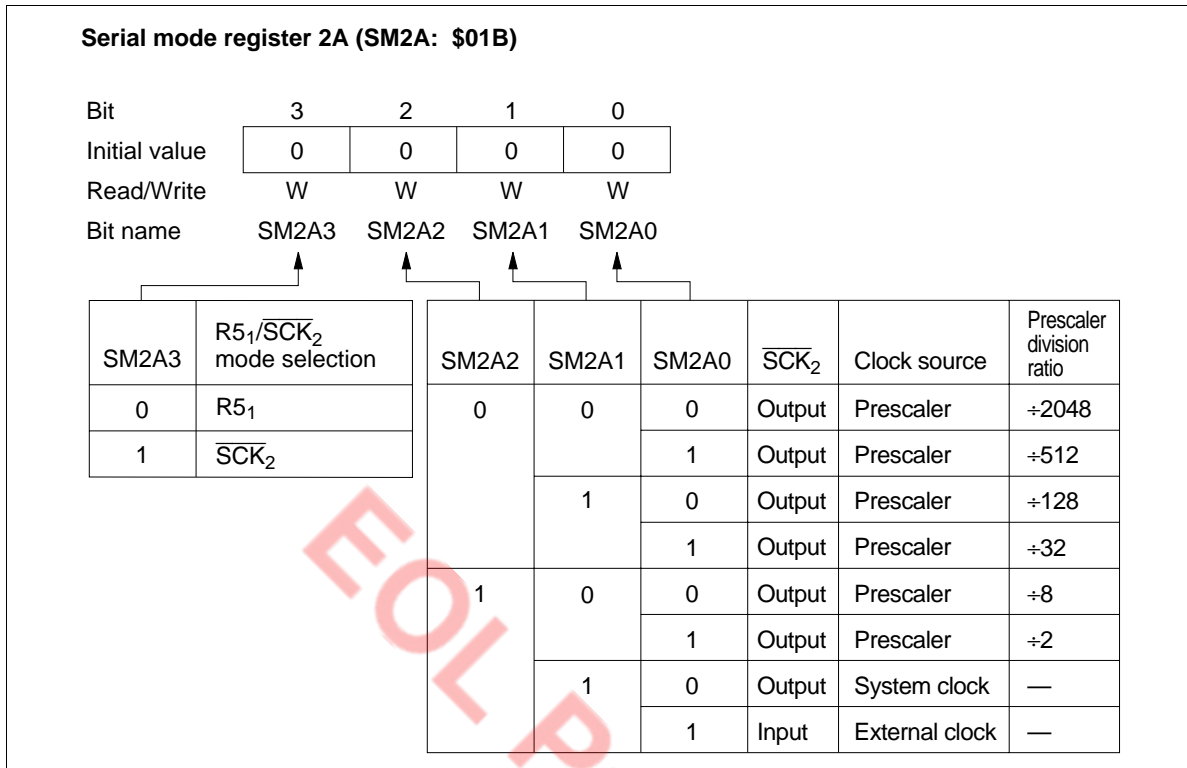 Serial mode register 2A (SM2A: $01B)
Bit 3 2 1 0
Initial value 0 0 0 0
Read/Write W W W W
Bit name SM2A3 SM2A2 SM2A1 SM2A0
SM2A3 R5₁/S̅C̅K̅₂ mode selection
0 R5₁
1 S̅C̅K̅₂
SM2A2 SM2A1 SM2A0 S̅C̅K̅₂ Clock source Prescaler division ratio
0 0 0 Output Prescaler ÷2048
1 Output Prescaler ÷512
1 0 Output Prescaler ÷128
1 Output Prescaler ÷32
1 0 0 Output Prescaler ÷8
1 Output Prescaler ÷2
1 0 Output System clock —
1 Input External clock —
EOL P